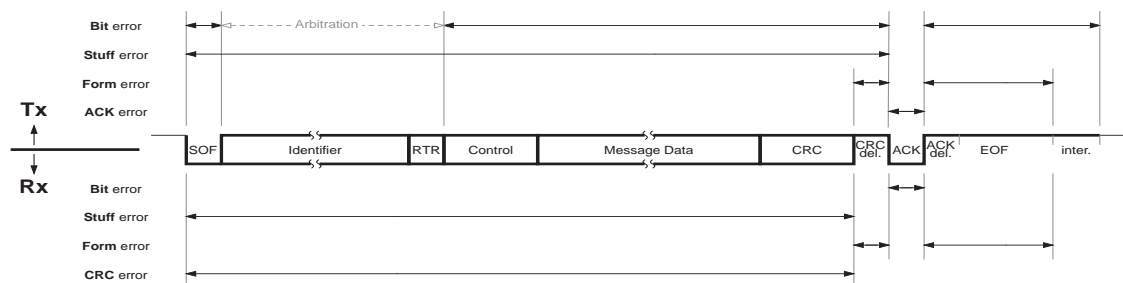 Bit error
Arbitration
Stuff error
Form error
ACK error
Tx
SOF Identifier RTR Control Message Data CRC CRC del. ACK ACK del. EOF inter.
Rx
Bit error
Stuff error
Form error
CRC error